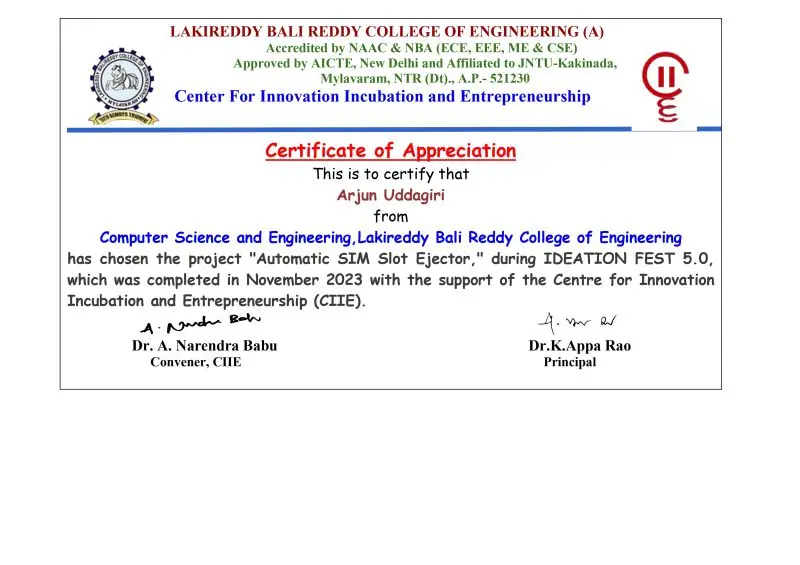 LAKIREDDY BALI REDDY COLLEGE OF ENGINEERING (A)
Accredited by NAAC & NBA (ECE, EEE, ME & CSE)
Approved by AICTE, New Delhi and Affiliated to JNTU-Kakinada,
Mylavaram, NTR (Dt)., A.P.- 521230
Center For Innovation Incubation and Entrepreneurship
Certificate of Appreciation
This is to certify that
Arjun Uddagiri
from
Computer Science and Engineering,Lakireddy Bali Reddy College of Engineering
has chosen the project "Automatic SIM Slot Ejector," during IDEATION FEST 5.0,
which was completed in November 2023 with the support of the Centre for Innovation
Incubation and Entrepreneurship (CIIE).
A. Narendra Babu
Dr. A. Narendra Babu
Dr.K.Appa Rao
Convener, CIIE
Principal